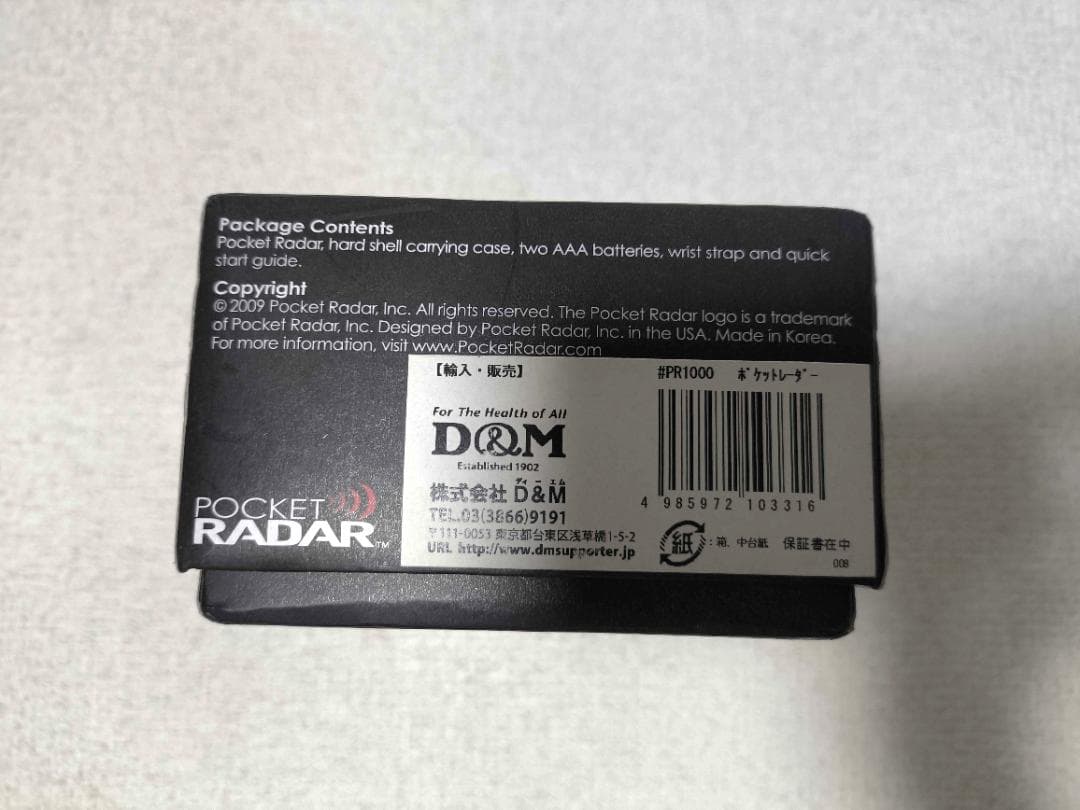 Package Contents
Pocket Radar, hard shell carrying case, two AAA batteries, wrist strap and quick
start guide.
Copyright
© 2009 Pocket Radar, Inc. All rights reserved. The Pocket Radar logo is a trademark
of Pocket Radar, Inc. Designed by Pocket Radar, Inc. in the USA. Made in Korea.
For more information, visit www.PocketRadar.com
【輸入・販売】
#PR1000 ポケットレーダー
For The Health of All
D&M
Established 1902
ディーエム
株式会社 D&M
TEL.03(3866)9191
〒111-0053 東京都台東区浅草橋1-5-2
URL http://www.dmsupporter.jp
4 985972 103316
紙:箱、中台紙 保証書在中
008
POCKET
RADAR™